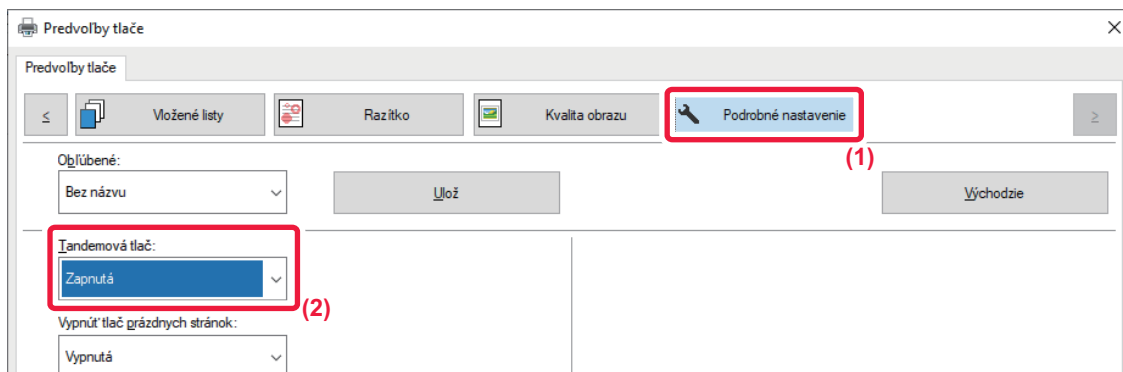 Predvoľby tlače
Predvoľby tlače
< Vložené listy Razítko Kvalita obrazu Podrobné nastavenie >
(1)
Obľúbené:
Bez názvu Ulož Východzie
Tandemová tlač:
Zapnutá
(2)
Vypnúť tlač prázdnych stránok:
Vypnutá